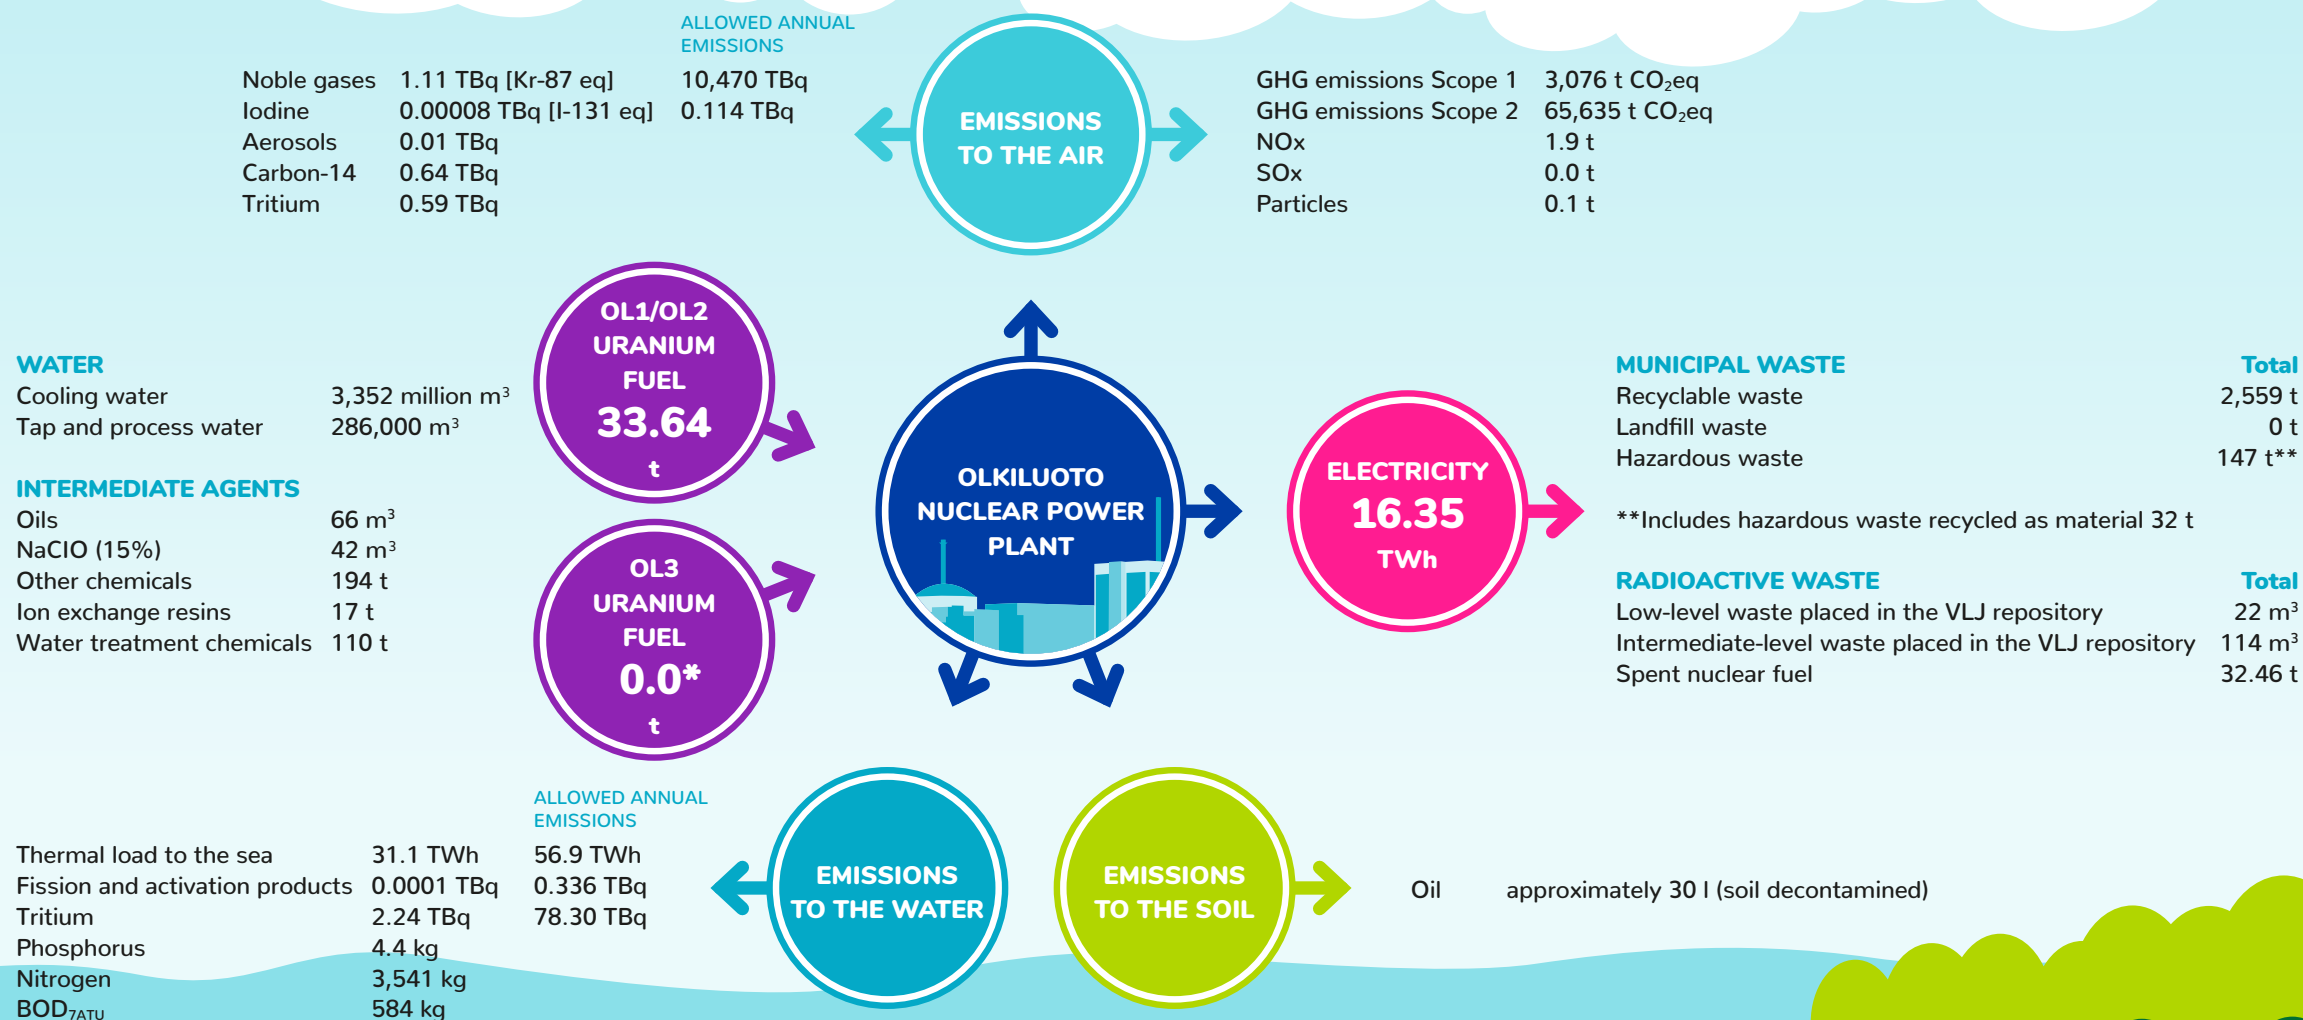 ALLOWED ANNUAL
EMISSIONS
Noble gases 1.11 TBq [Kr-87 eq] 10,470 TBq
Iodine 0.00008 TBq [I-131 eq] 0.114 TBq
Aerosols 0.01 TBq
Carbon-14 0.64 TBq
Tritium 0.59 TBq
EMISSIONS
TO THE AIR
GHG emissions Scope 1 3,076 t CO₂eq
GHG emissions Scope 2 65,635 t CO₂eq
NOx 1.9 t
SOx 0.0 t
Particles 0.1 t
WATER
Cooling water 3,352 million m³
Tap and process water 286,000 m³
INTERMEDIATE AGENTS
Oils 66 m³
NaClO (15%) 42 m³
Other chemicals 194 t
Ion exchange resins 17 t
Water treatment chemicals 110 t
OL1/OL2
URANIUM
FUEL
33.64
t
OL3
URANIUM
FUEL
0.0*
t
OLKILUOTO
NUCLEAR POWER
PLANT
ELECTRICITY
16.35
TWh
MUNICIPAL WASTE Total
Recyclable waste 2,559 t
Landfill waste 0 t
Hazardous waste 147 t**
**Includes hazardous waste recycled as material 32 t
RADIOACTIVE WASTE Total
Low-level waste placed in the VLJ repository 22 m³
Intermediate-level waste placed in the VLJ repository 114 m³
Spent nuclear fuel 32.46 t
ALLOWED ANNUAL
EMISSIONS
Thermal load to the sea 31.1 TWh 56.9 TWh
Fission and activation products 0.0001 TBq 0.336 TBq
Tritium 2.24 TBq 78.30 TBq
Phosphorus 4.4 kg
Nitrogen 3,541 kg
BOD₇ATU 584 kg
EMISSIONS
TO THE WATER
EMISSIONS
TO THE SOIL
Oil approximately 30 l (soil decontamined)